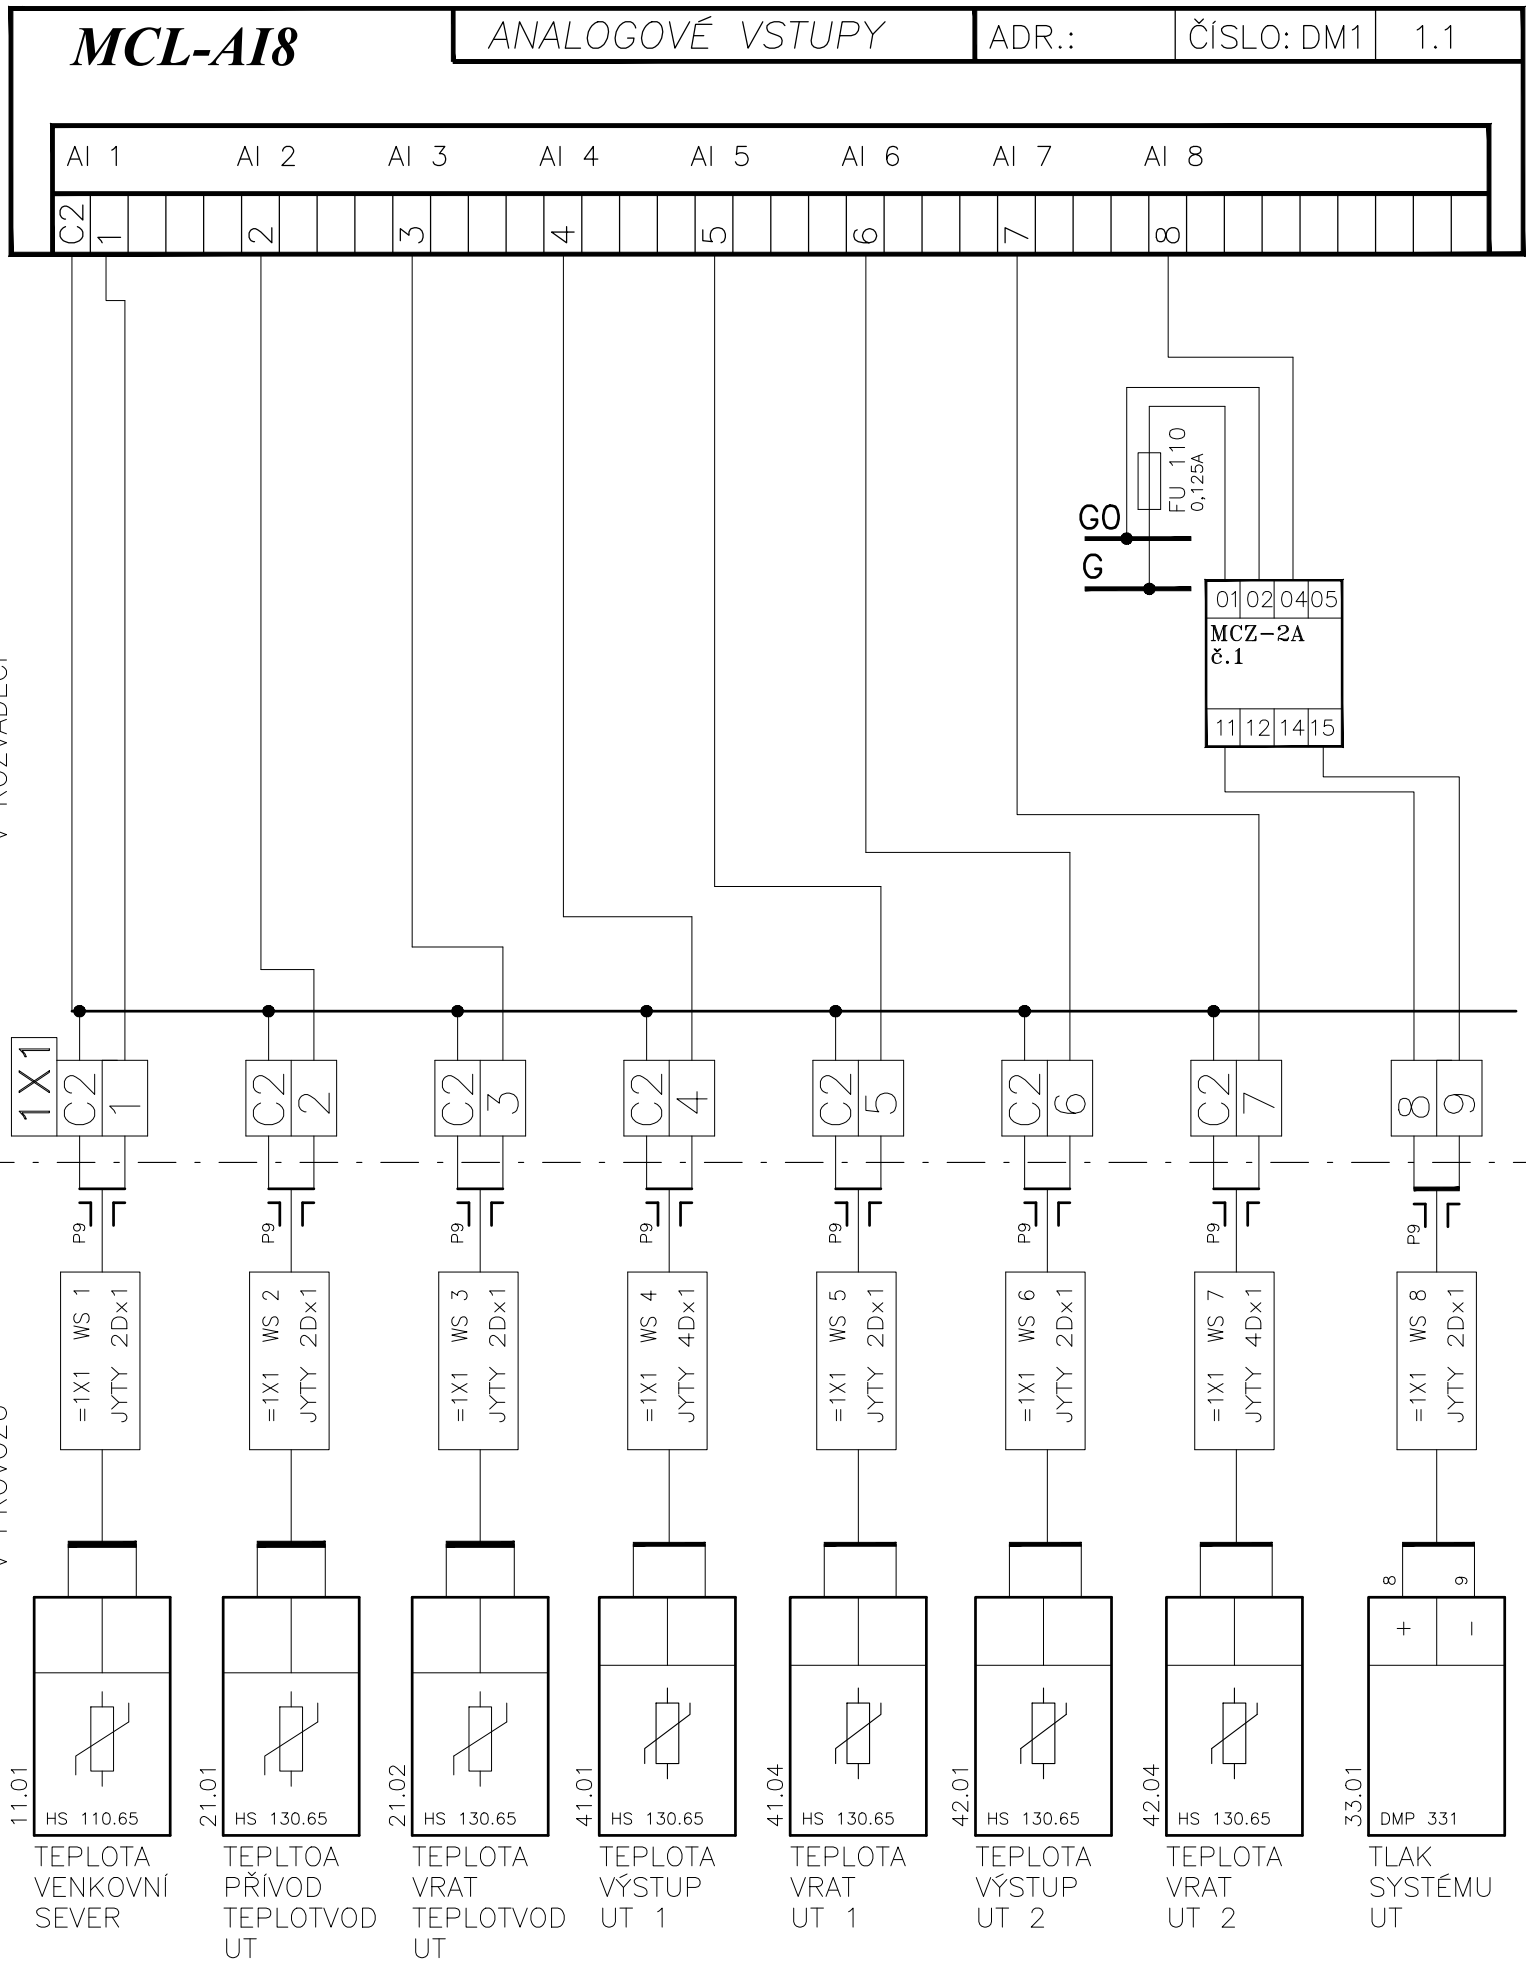 MCL-AI8
ANALOGOVÉ VSTUPY
ADR.:
ČÍSLO: DM1
1.1
AI 1
AI 2
AI 3
AI 4
AI 5
AI 6
AI 7
AI 8
C2
1
2
3
4
5
6
7
8
FU 110
0,125A
G0
G
01 02 04 05
MCZ-2A
č.1
11 12 14 15
1X1
C2 1
C2 2
C2 3
C2 4
C2 5
C2 6
C2 7
8 9
P9
P9
P9
P9
P9
P9
P9
P9
=1X1 WS 1
JYTY 2Dx1
=1X1 WS 2
JYTY 2Dx1
=1X1 WS 3
JYTY 2Dx1
=1X1 WS 4
JYTY 4Dx1
=1X1 WS 5
JYTY 2Dx1
=1X1 WS 6
JYTY 2Dx1
=1X1 WS 7
JYTY 4Dx1
=1X1 WS 8
JYTY 2Dx1
8
9
+ -
11.01
HS 110.65
TEPLOTA
VENKOVNÍ
SEVER
21.01
HS 130.65
TEPLTOA
PŘÍVOD
TEPLOTVOD
UT
21.02
HS 130.65
TEPLOTA
VRAT
TEPLOTVOD
UT
41.01
HS 130.65
TEPLOTA
VÝSTUP
UT 1
41.04
HS 130.65
TEPLOTA
VRAT
UT 1
42.01
HS 130.65
TEPLOTA
VÝSTUP
UT 2
42.04
HS 130.65
TEPLOTA
VRAT
UT 2
33.01
DMP 331
TLAK
SYSTÉMU
UT